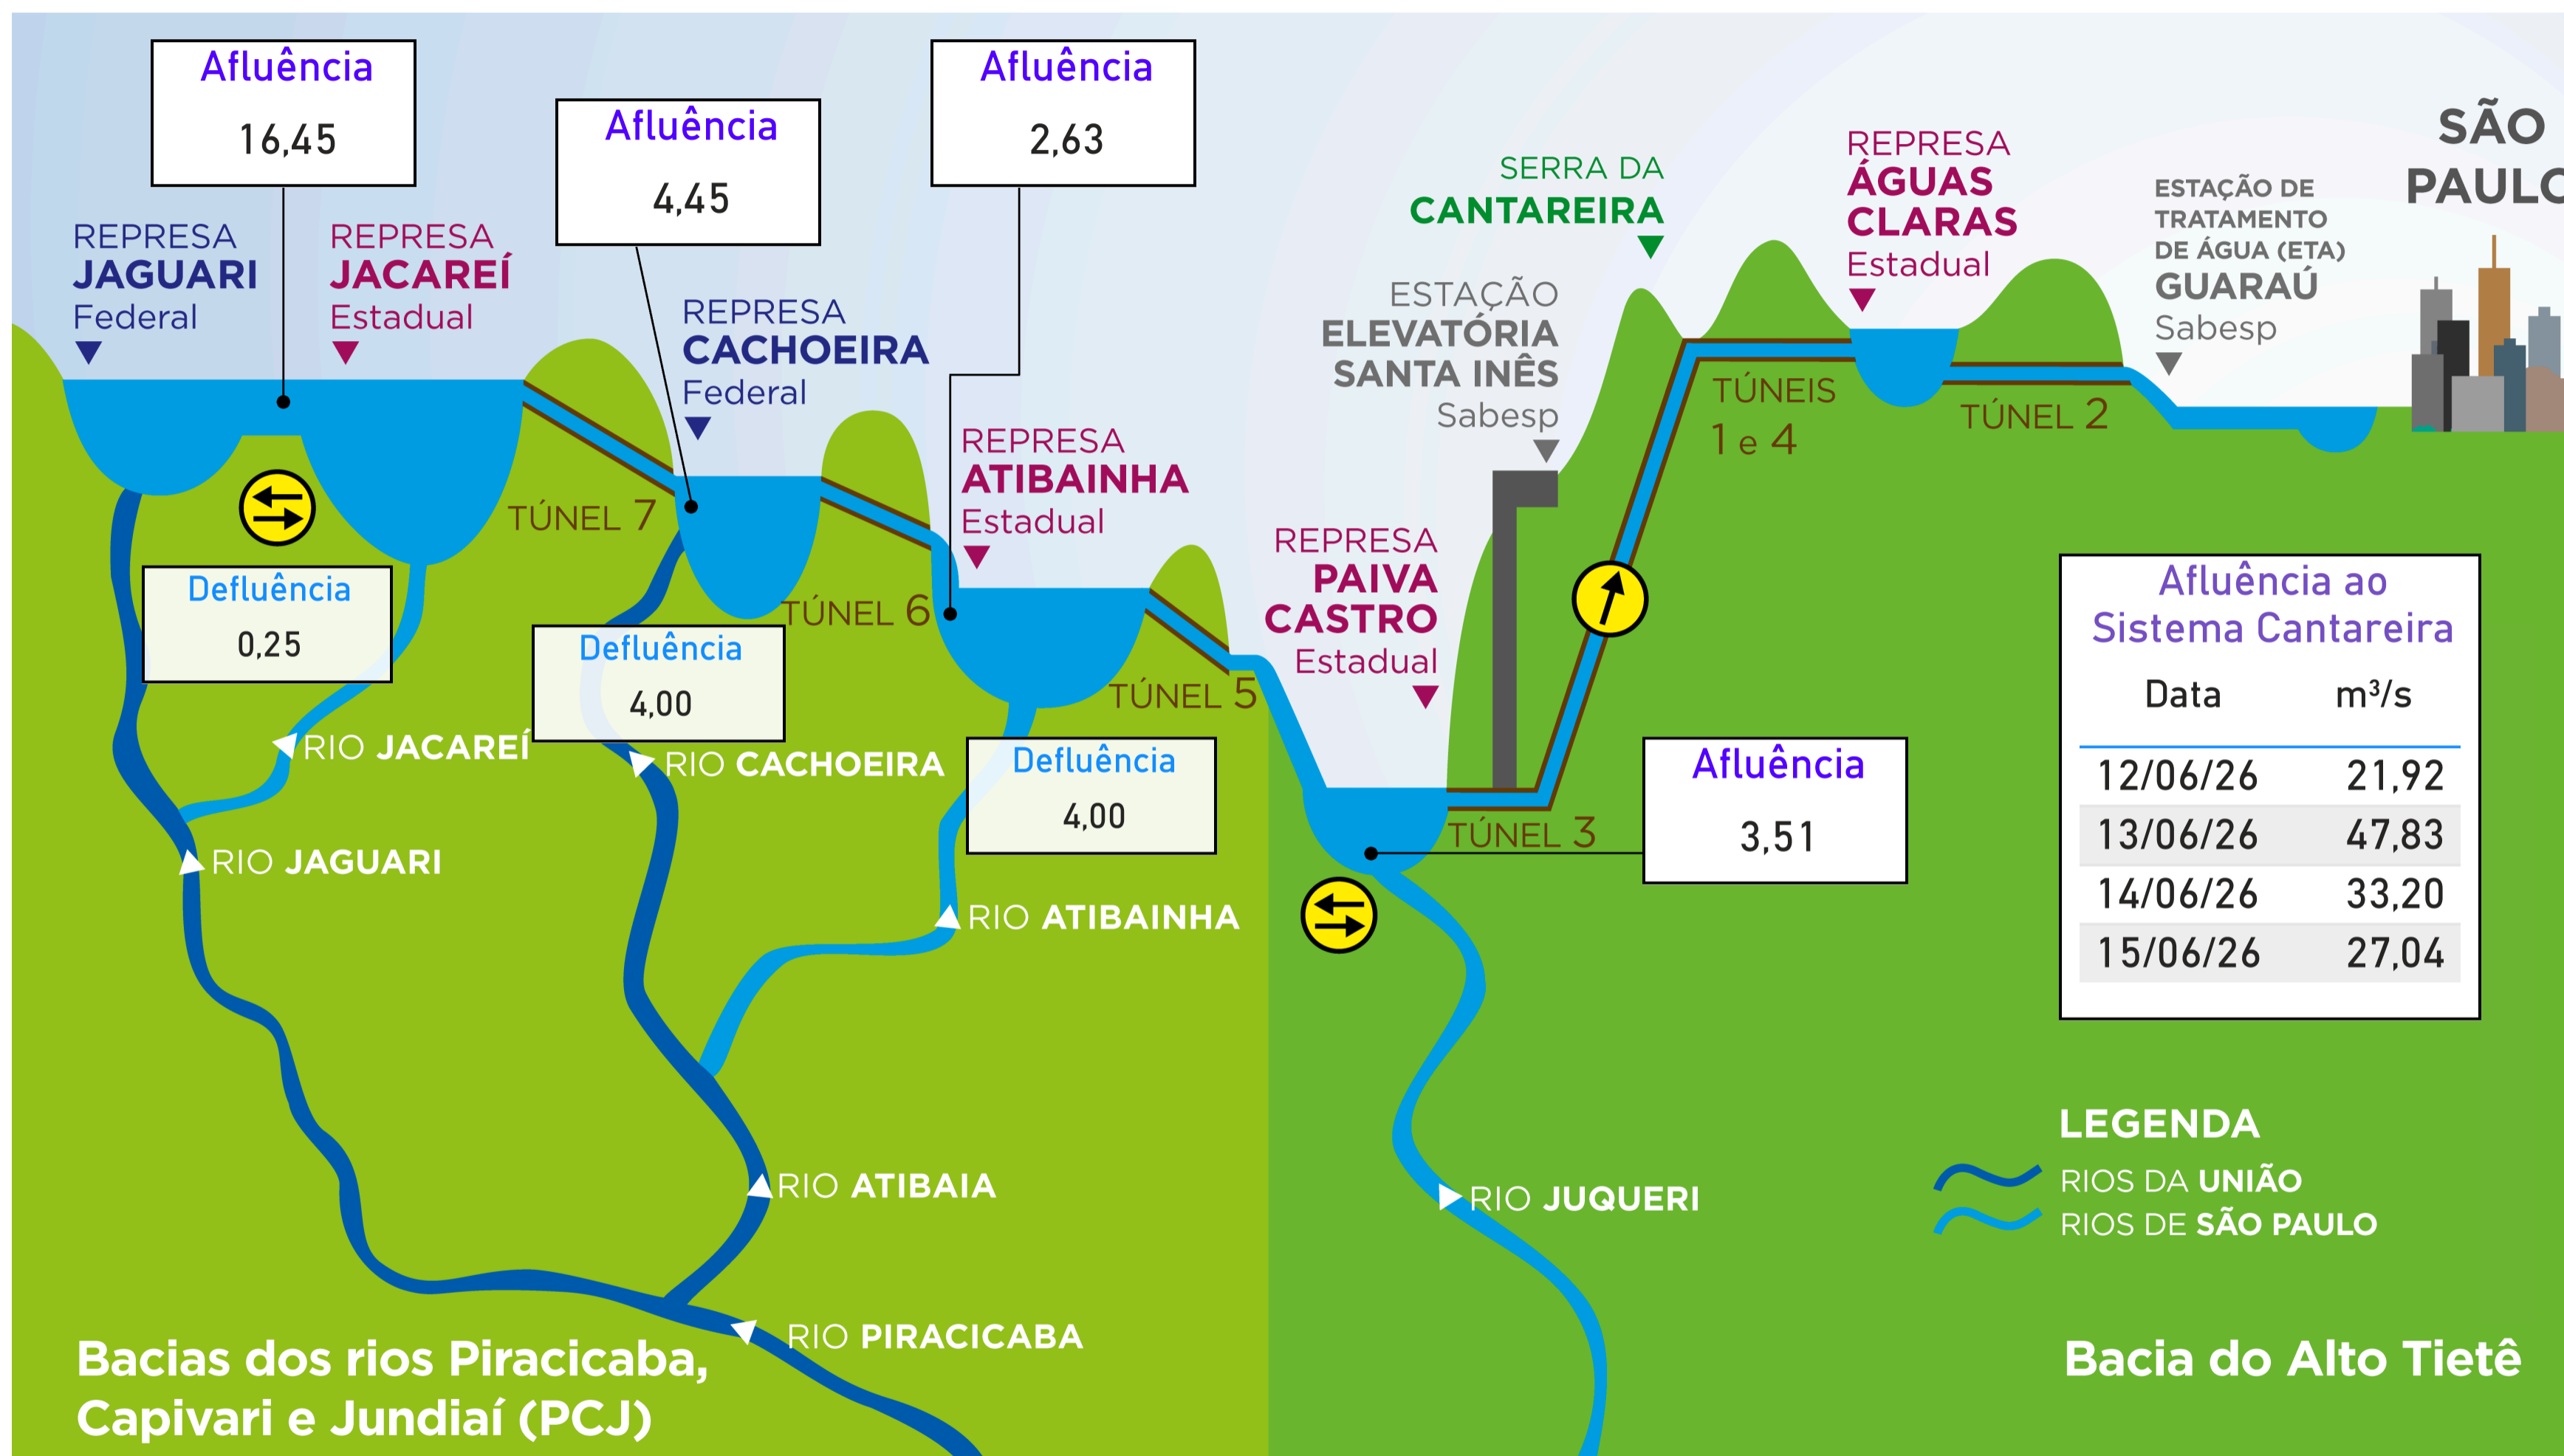 Afluência
16,45
Afluência
4,45
Afluência
2,63
REPRESA
JAGUARI
Federal
REPRESA
JACAREÍ
Estadual
REPRESA
CACHOEIRA
Federal
REPRESA
ATIBAINHA
Estadual
SERRA DA
CANTAREIRA
ESTAÇÃO
ELEVATÓRIA
SANTA INÊS
Sabesp
REPRESA
ÁGUAS
CLARAS
Estadual
ESTAÇÃO DE
TRATAMENTO
DE ÁGUA (ETA)
GUARAÚ
Sabesp
SÃO
PAULO
TÚNEL 7
TÚNEL 6
TÚNEL 5
REPRESA
PAIVA
CASTRO
Estadual
TÚNEIS
1 e 4
TÚNEL 2
TÚNEL 3
Defluência
0,25
Defluência
4,00
Defluência
4,00
Afluência
3,51
RIO JACAREÍ
RIO CACHOEIRA
RIO JAGUARI
RIO ATIBAINHA
RIO ATIBAIA
RIO PIRACICABA
RIO JUQUERI
Afluência ao
Sistema Cantareira
Data m³/s
12/06/26 21,92
13/06/26 47,83
14/06/26 33,20
15/06/26 27,04
LEGENDA
RIOS DA UNIÃO
RIOS DE SÃO PAULO
Bacias dos rios Piracicaba,
Capivari e Jundiaí (PCJ)
Bacia do Alto Tietê